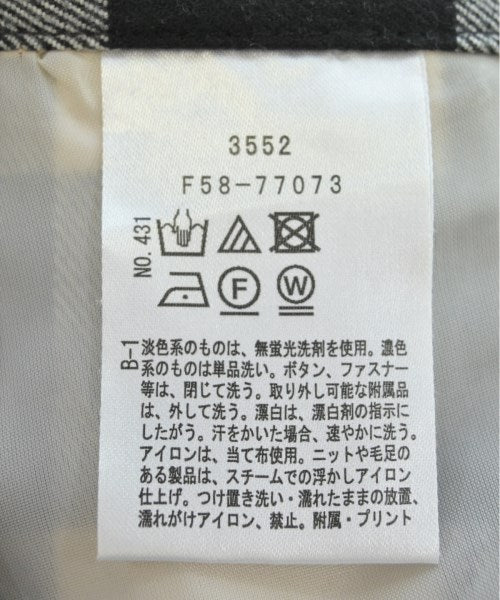 3552
F58-77073
NO. 431
F
W
B-1
淡色系のものは、無蛍光洗剤を使用。濃色
系のものは単品洗い。ボタン、ファスナー
等は、閉じて洗う。取り外し可能な附属品
は、外して洗う。漂白は、漂白剤の指示に
したがう。汗をかいた場合、速やかに洗う。
アイロンは、当て布使用。ニットや毛足の
ある製品は、スチームでの浮かしアイロン
仕上げ。つけ置き洗い・濡れたままの放置、
濡れがけアイロン、禁止。附属・プリント